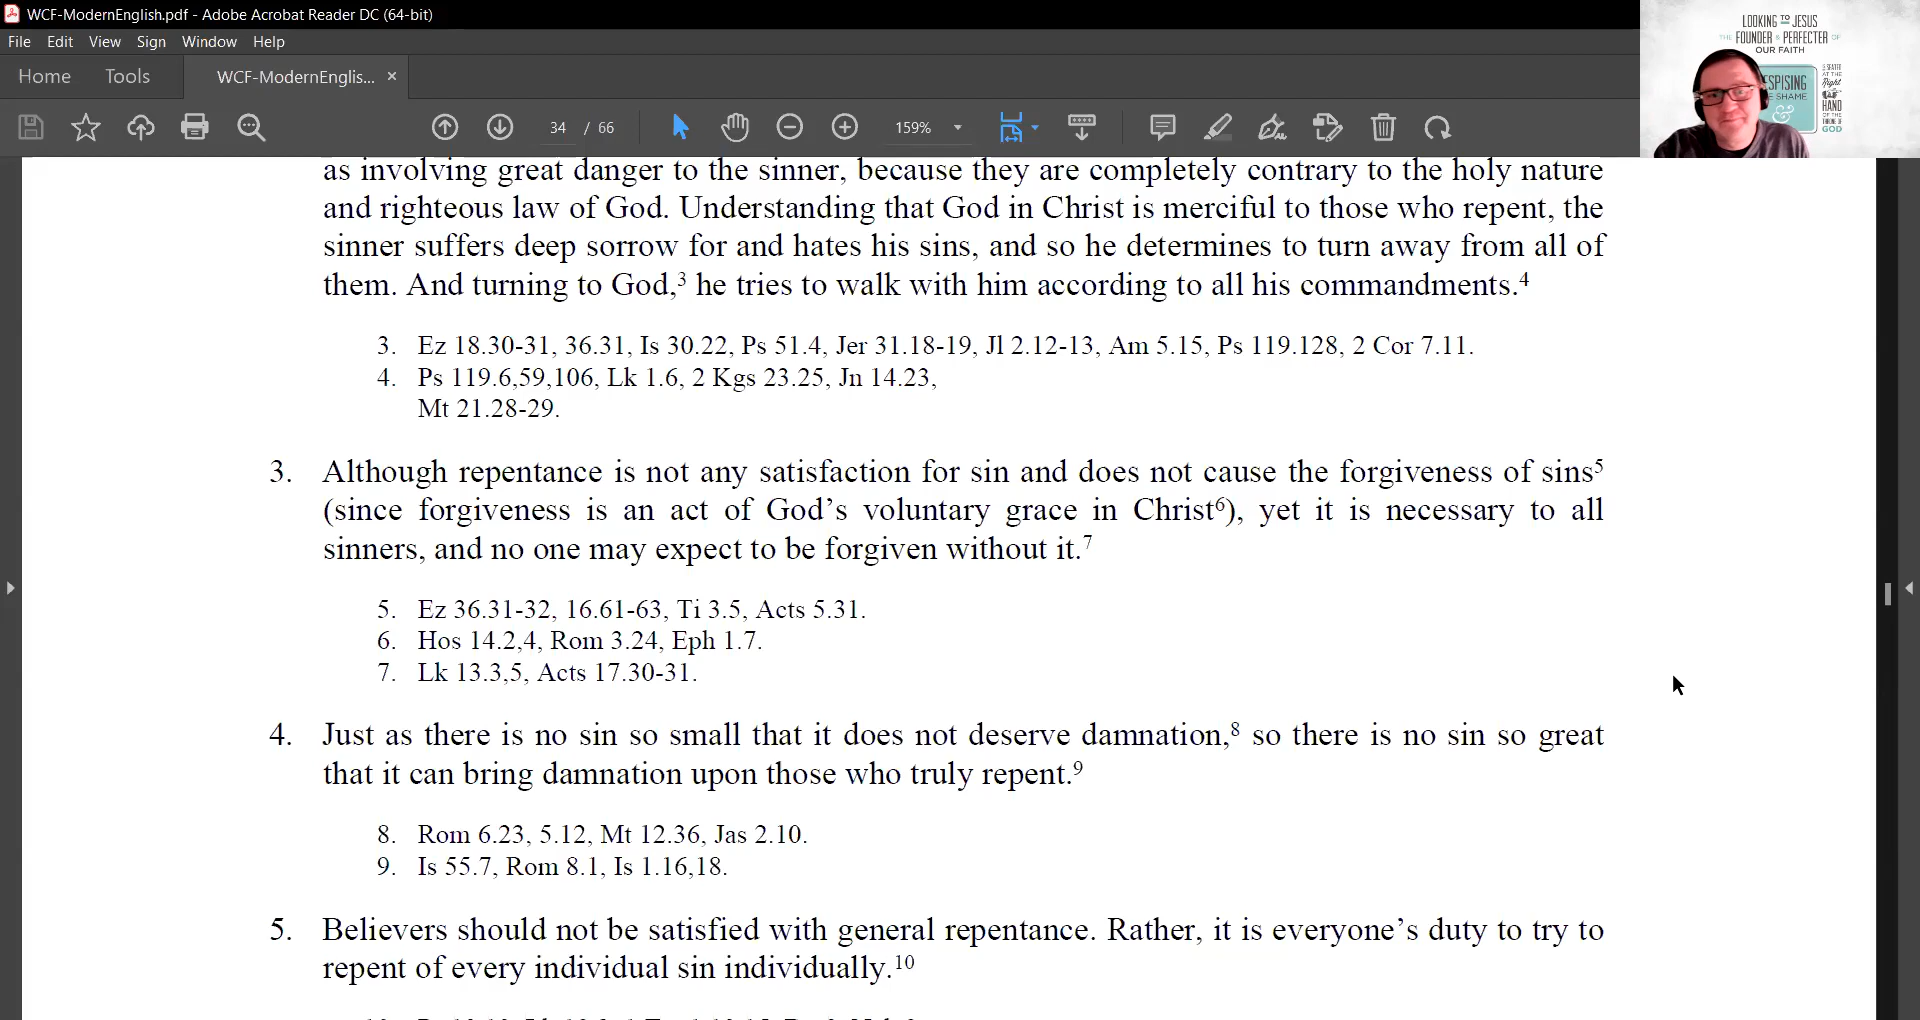 WCF-ModernEnglish.pdf - Adobe Acrobat Reader DC (64-bit)
File Edit View Sign Window Help
Home Tools WCF-ModernEnglis... ×
34 / 66 159%
LOOKING TO JESUS
THE FOUNDER & PERFECTER OF
OUR FAITH
SPISING
SHAME
&
IS SEATED
AT THE
Right
HAND
OF THE
THRONE OF
GOD
as involving great danger to the sinner, because they are completely contrary to the holy nature
and righteous law of God. Understanding that God in Christ is merciful to those who repent, the
sinner suffers deep sorrow for and hates his sins, and so he determines to turn away from all of
them. And turning to God,³ he tries to walk with him according to all his commandments.⁴
3. Ez 18.30-31, 36.31, Is 30.22, Ps 51.4, Jer 31.18-19, Jl 2.12-13, Am 5.15, Ps 119.128, 2 Cor 7.11.
4. Ps 119.6,59,106, Lk 1.6, 2 Kgs 23.25, Jn 14.23,
Mt 21.28-29.
3. Although repentance is not any satisfaction for sin and does not cause the forgiveness of sins⁵
(since forgiveness is an act of God’s voluntary grace in Christ⁶), yet it is necessary to all
sinners, and no one may expect to be forgiven without it.⁷
5. Ez 36.31-32, 16.61-63, Ti 3.5, Acts 5.31.
6. Hos 14.2,4, Rom 3.24, Eph 1.7.
7. Lk 13.3,5, Acts 17.30-31.
4. Just as there is no sin so small that it does not deserve damnation,⁸ so there is no sin so great
that it can bring damnation upon those who truly repent.⁹
8. Rom 6.23, 5.12, Mt 12.36, Jas 2.10.
9. Is 55.7, Rom 8.1, Is 1.16,18.
5. Believers should not be satisfied with general repentance. Rather, it is everyone’s duty to try to
repent of every individual sin individually.¹⁰